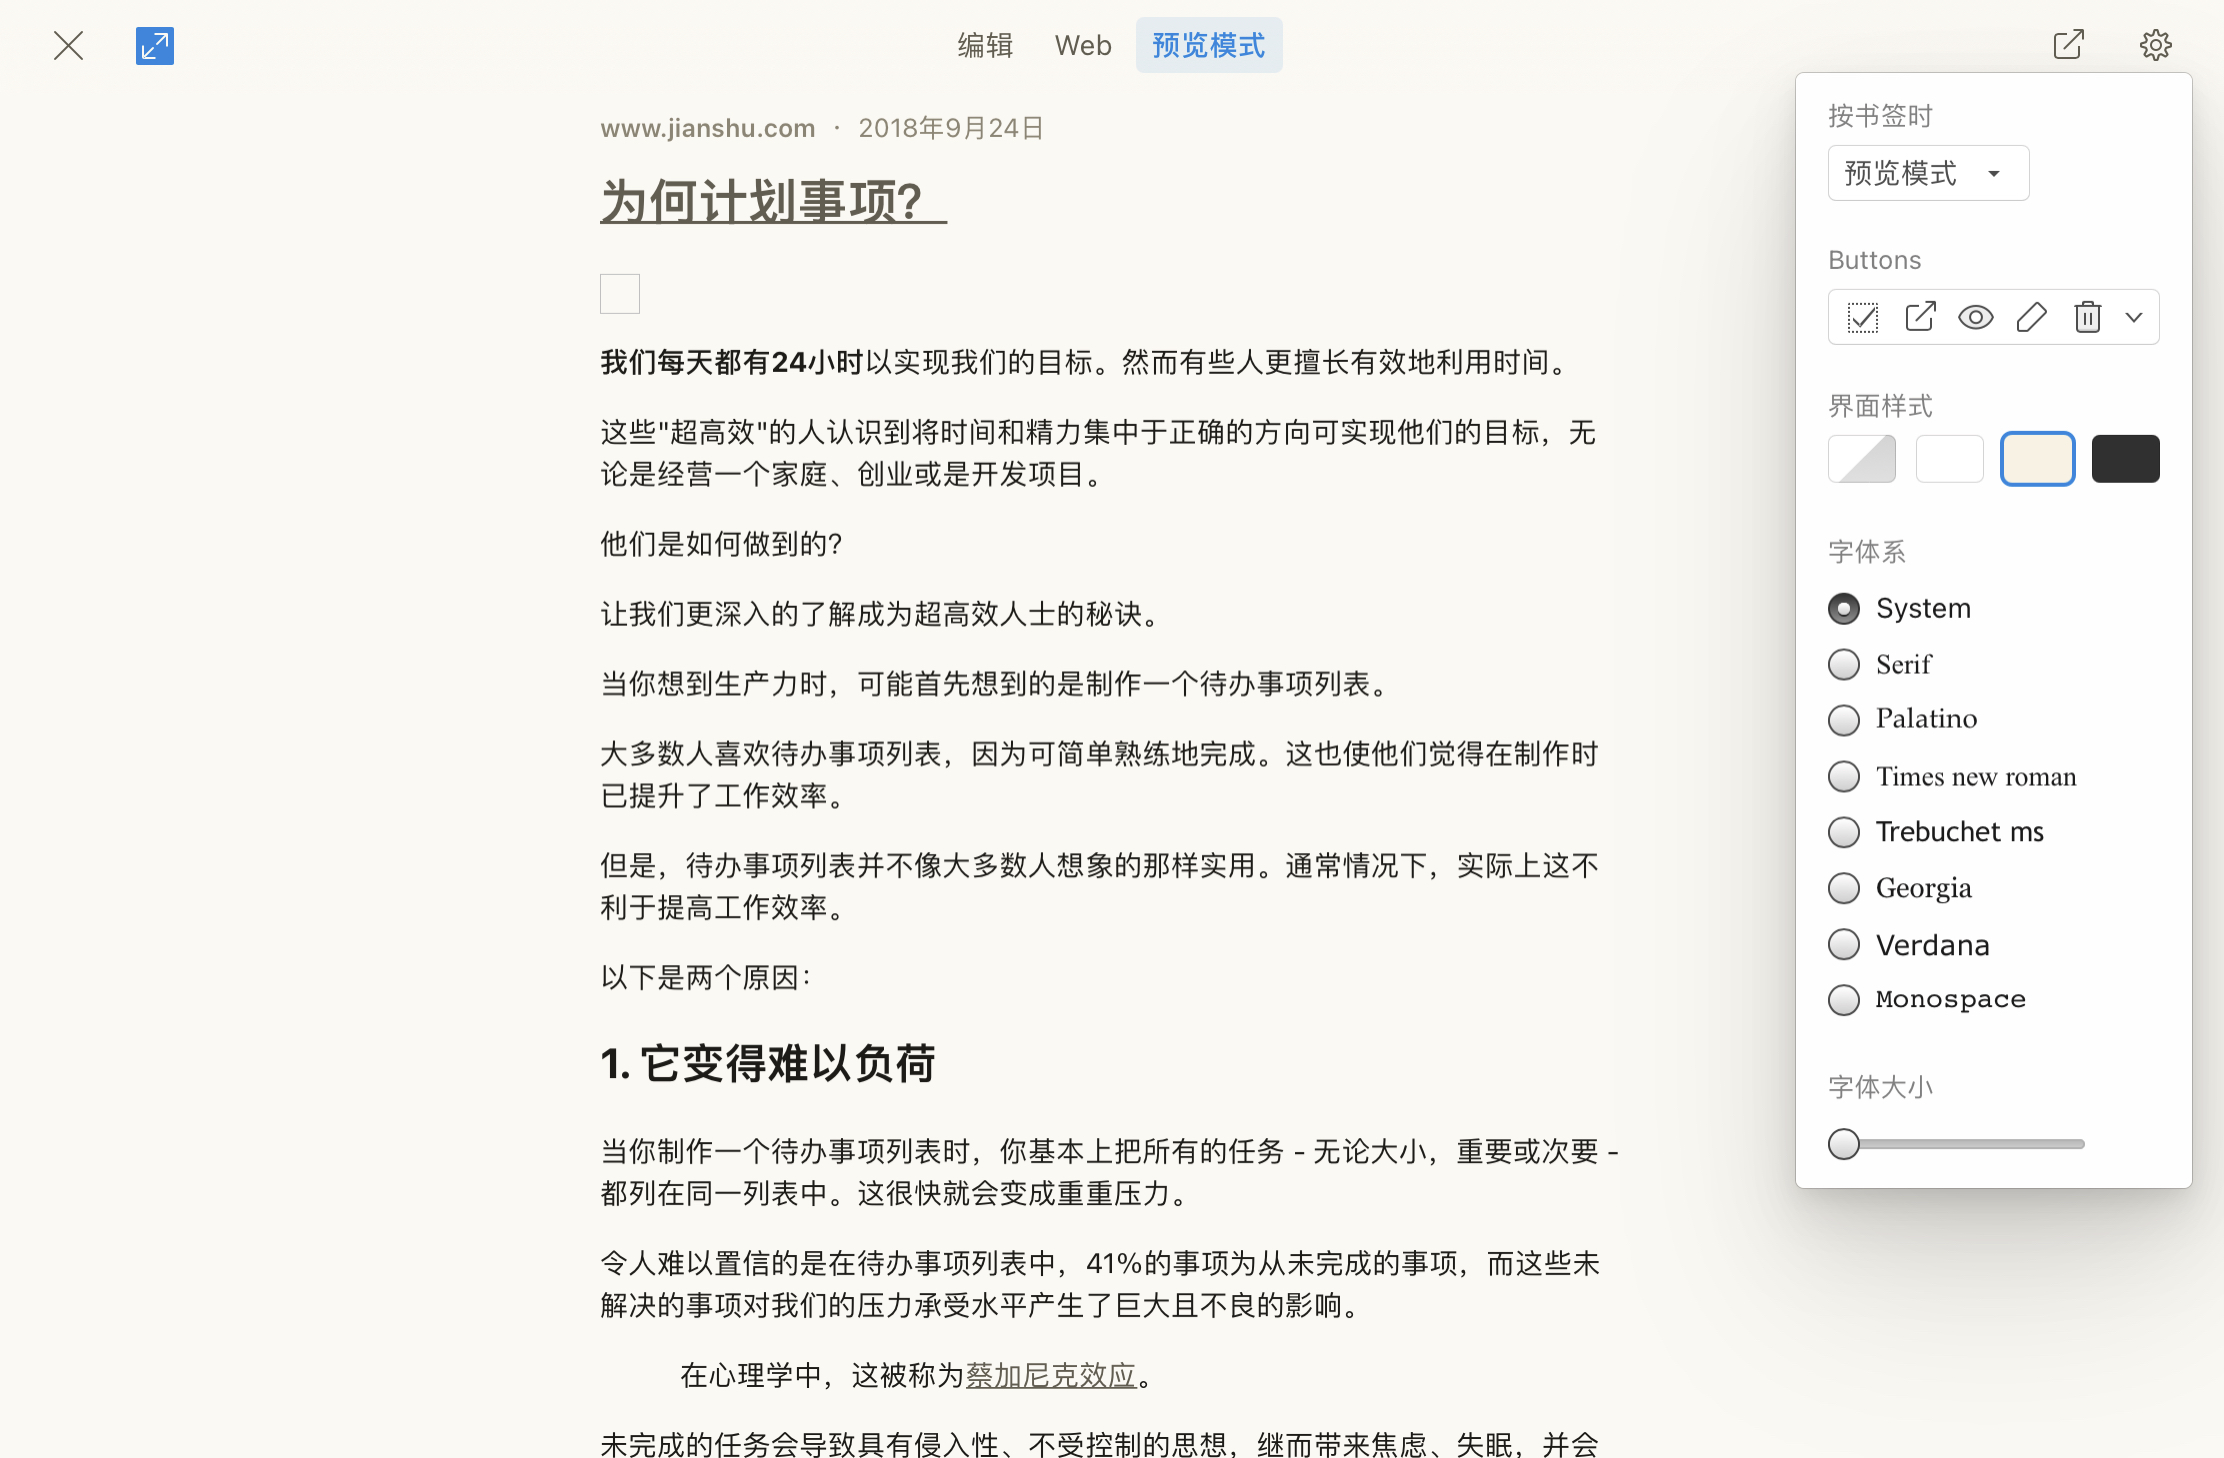 编辑 Web 预览模式
www.jianshu.com · 2018年9月24日
为何计划事项？
我们每天都有24小时以实现我们的目标。然而有些人更擅长有效地利用时间。
这些"超高效"的人认识到将时间和精力集中于正确的方向可实现他们的目标，无
论是经营一个家庭、创业或是开发项目。
他们是如何做到的？
让我们更深入的了解成为超高效人士的秘诀。
当你想到生产力时，可能首先想到的是制作一个待办事项列表。
大多数人喜欢待办事项列表，因为可简单熟练地完成。这也使他们觉得在制作时
已提升了工作效率。
但是，待办事项列表并不像大多数人想象的那样实用。通常情况下，实际上这不
利于提高工作效率。
以下是两个原因：
1. 它变得难以负荷
当你制作一个待办事项列表时，你基本上把所有的任务 - 无论大小，重要或次要 -
都列在同一列表中。这很快就会变成重重压力。
令人难以置信的是在待办事项列表中，41%的事项为从未完成的事项，而这些未
解决的事项对我们的压力承受水平产生了巨大且不良的影响。
在心理学中，这被称为蔡加尼克效应。
未完成的任务会导致具有侵入性、不受控制的思想，继而带来焦虑、失眠，并会
按书签时
预览模式
Buttons
界面样式
字体系
System
Serif
Palatino
Times new roman
Trebuchet ms
Georgia
Verdana
Monospace
字体大小